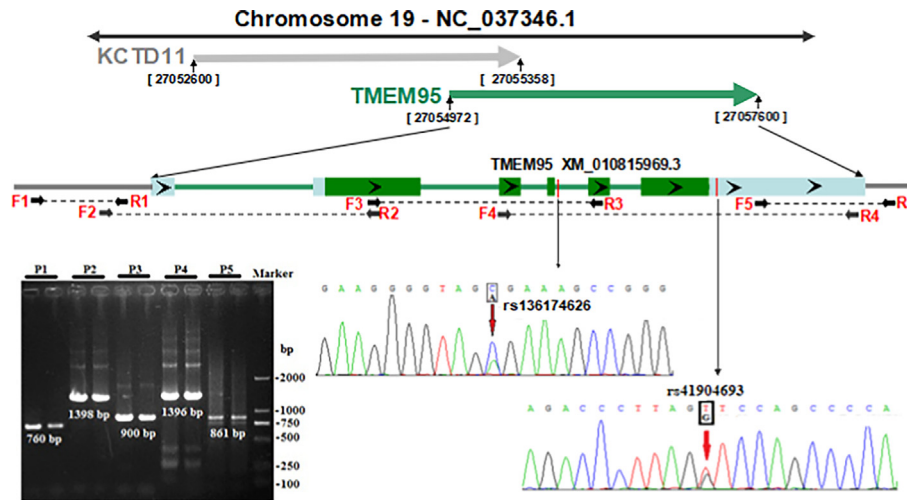 Chromosome 19 - NC_037346.1
KCTD11
[ 27052600 ]
[ 27055358 ]
TMEM95
[ 27054972 ]
[ 27057600 ]
TMEM95 XM_010815969.3
F1 R1 F3 R3 F5 R
F2 R2 F4 R4
P1 P2 P3 P4 P5 Marker
bp
-2000
-1000
-750
-500
-250
-100
760 bp
1398 bp
900 bp
1396 bp
861 bp
G A A G G G G T A G C G A A A G C C G G G
A
rs136174626
rs41904693
A G A C C C T T A G T T C C A G C C C C A
G